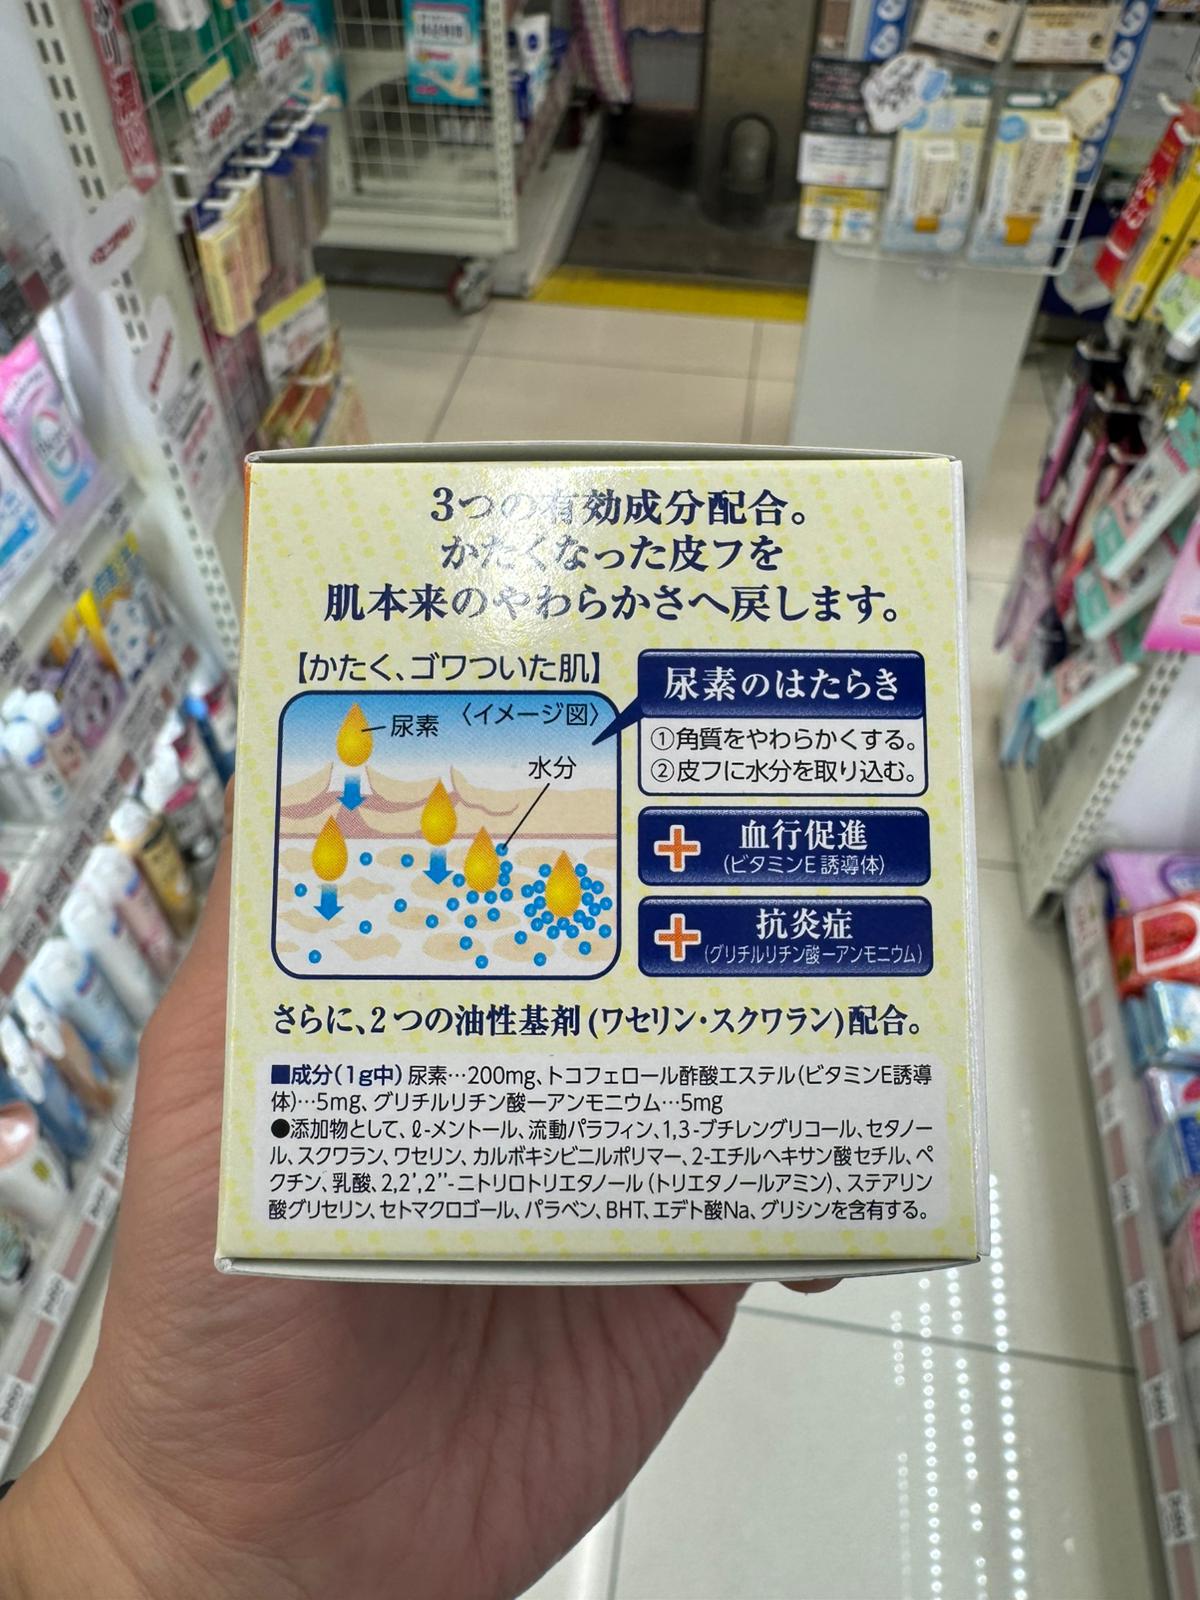 3つの有効成分配合。
かたくなった皮フを
肌本来のやわらかさへ戻します。
【かたく、ゴワついた肌】
〈イメージ図〉
尿素
水分
尿素のはたらき
①角質をやわらかくする。
②皮フに水分を取り込む。
血行促進
(ビタミンE誘導体)
抗炎症
(グリチルリチン酸一アンモニウム)
さらに、2つの油性基剤(ワセリン・スクワラン)配合。
■成分(1g中)尿素…200mg、トコフェロール酢酸エステル(ビタミンE誘導
体)…5mg、グリチルリチン酸一アンモニウム…5mg
●添加物として、ℓ-メントール、流動パラフィン、1,3-ブチレングリコール、セタノー
ル、スクワラン、ワセリン、カルボキシビニルポリマー、2-エチルヘキサン酸セチル、ペ
クチン、乳酸、2,2',2''-ニトリロトリエタノール(トリエタノールアミン)、ステアリン
酸グリセリン、セトマクロゴール、パラベン、BHT、エデト酸Na、グリシンを含有する。